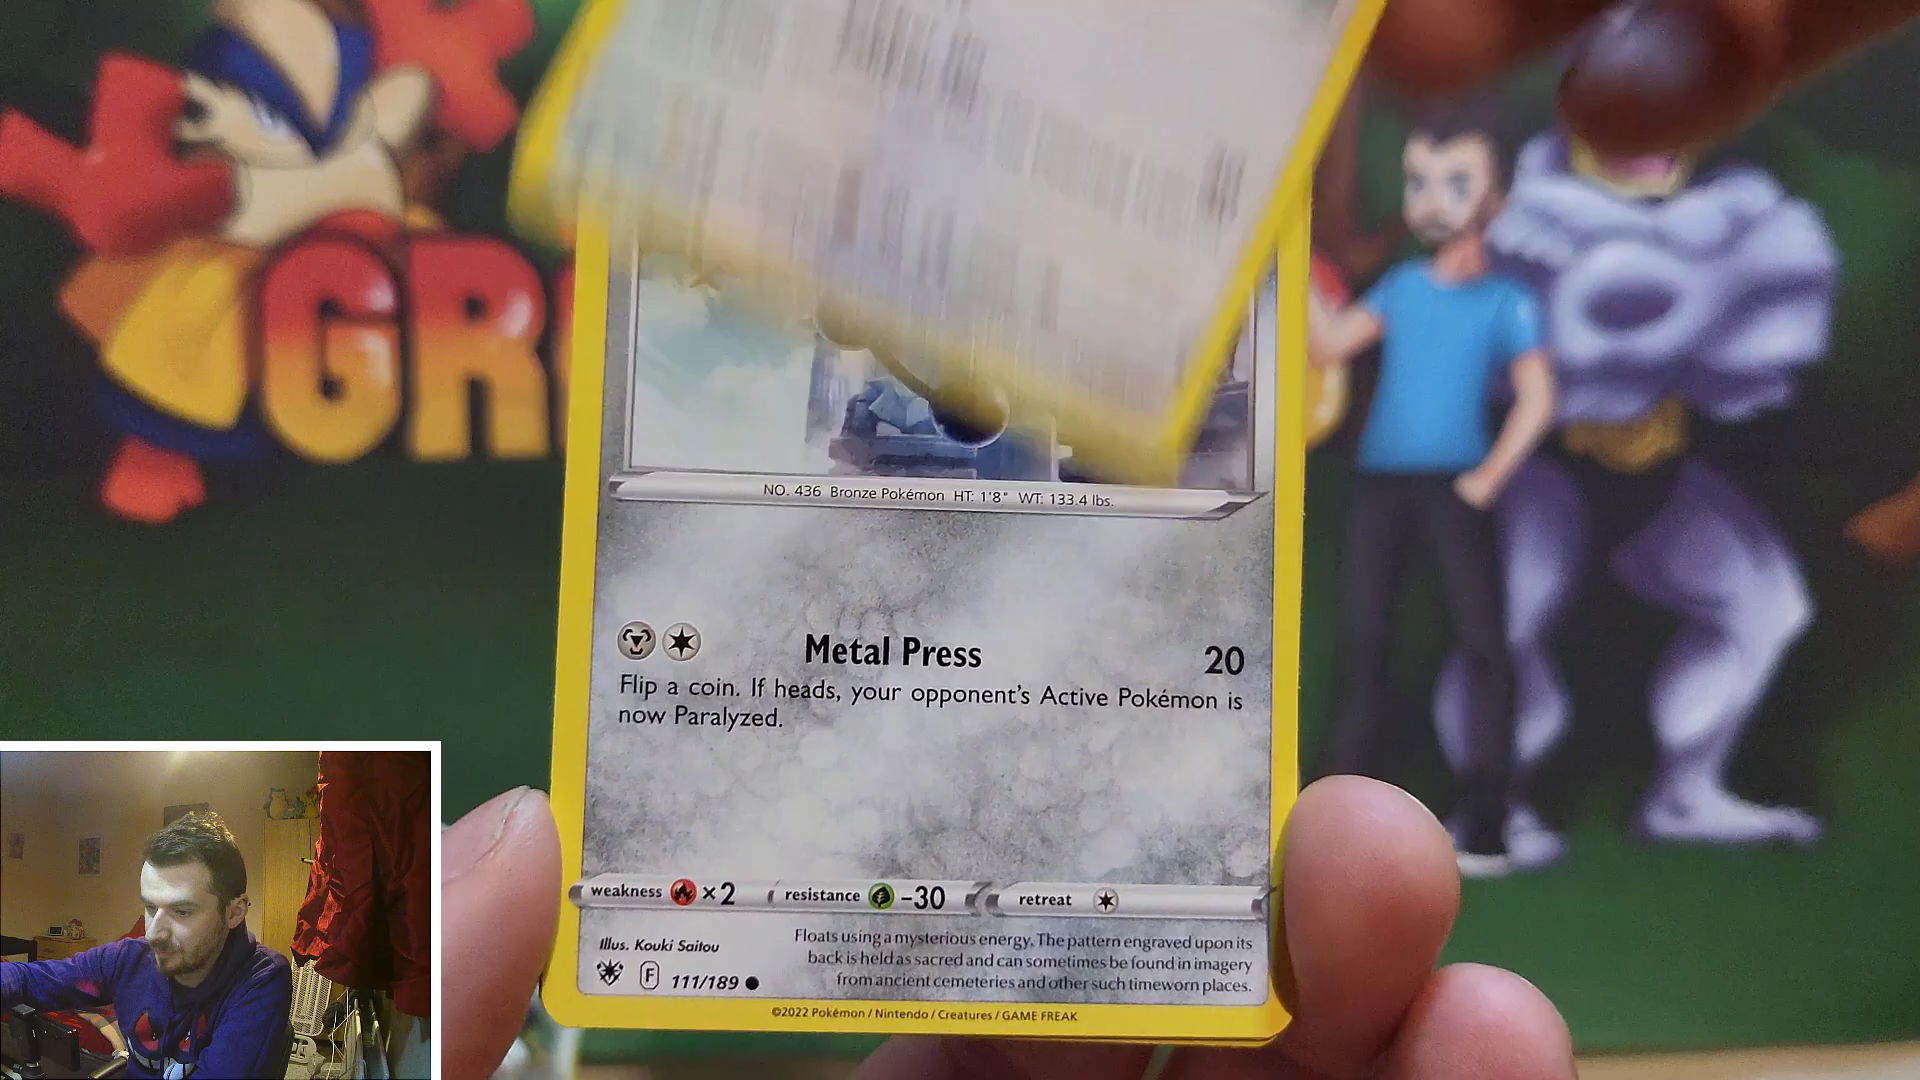 GR
NO. 436 Bronze Pokémon HT: 1'8" WT: 133.4 lbs.
Metal Press 20
Flip a coin. If heads, your opponent's Active Pokémon is
now Paralyzed.
weakness ×2 resistance -30 retreat
Illus. Kouki Saitou
Floats using a mysterious energy. The pattern engraved upon its
back is held as sacred and can sometimes be found in imagery
from ancient cemeteries and other such timeworn places.
F 111/189
©2022 Pokémon / Nintendo / Creatures / GAME FREAK